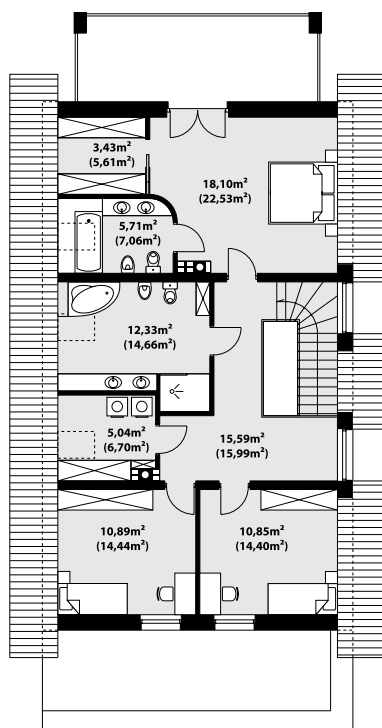 3,43m²
(5,61m²)
18,10m²
(22,53m²)
5,71m²
(7,06m²)
12,33m²
(14,66m²)
5,04m²
(6,70m²)
15,59m²
(15,99m²)
10,89m²
(14,44m²)
10,85m²
(14,40m²)